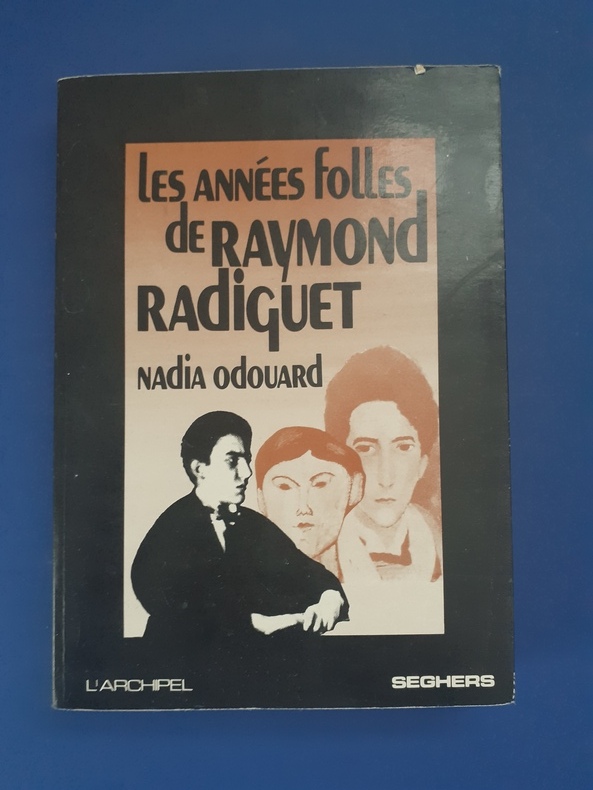 Les années folles
de Raymond
Radiguet
Nadia Odouard
L'ARCHIPEL
SEGHERS